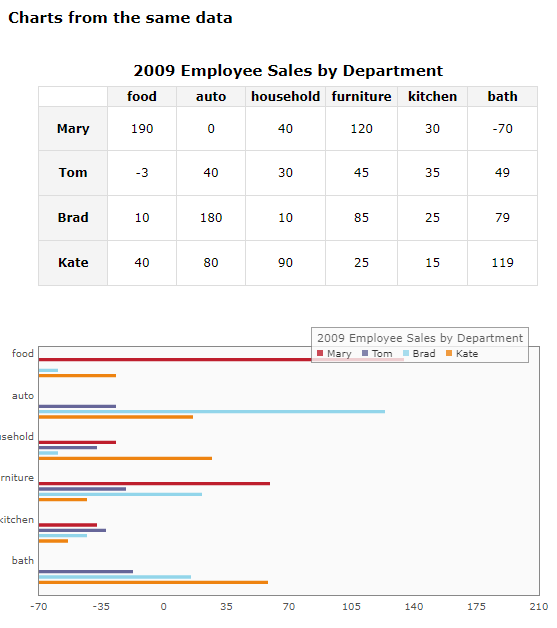 Charts from the same data
2009 Employee Sales by Department
food auto household furniture kitchen bath
Mary 190 0 40 120 30 -70
Tom -3 40 30 45 35 49
Brad 10 180 10 85 25 79
Kate 40 80 90 25 15 119
2009 Employee Sales by Department
Mary Tom Brad Kate
food
auto
usehold
rniture
kitchen
bath
-70 -35 0 35 70 105 140 175 210